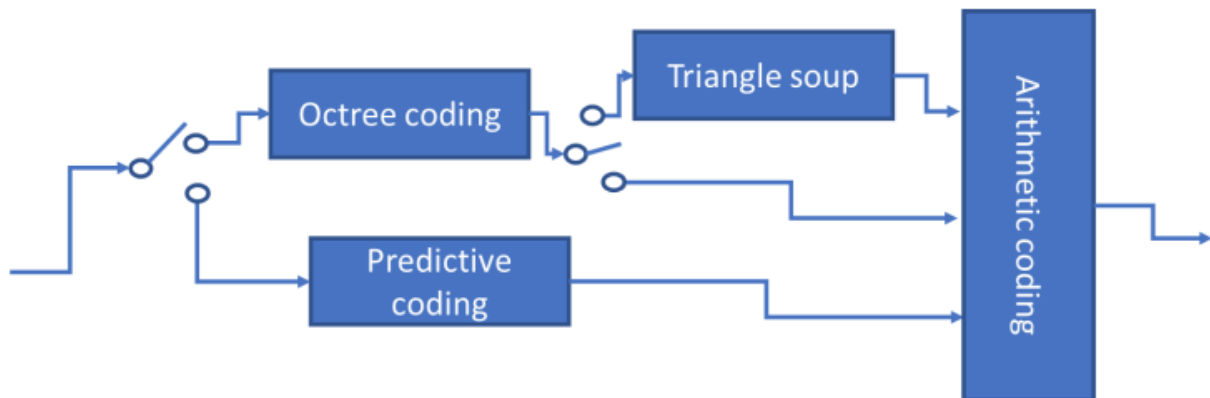 Octree coding
Triangle soup
Predictive
coding
Arithmetic coding